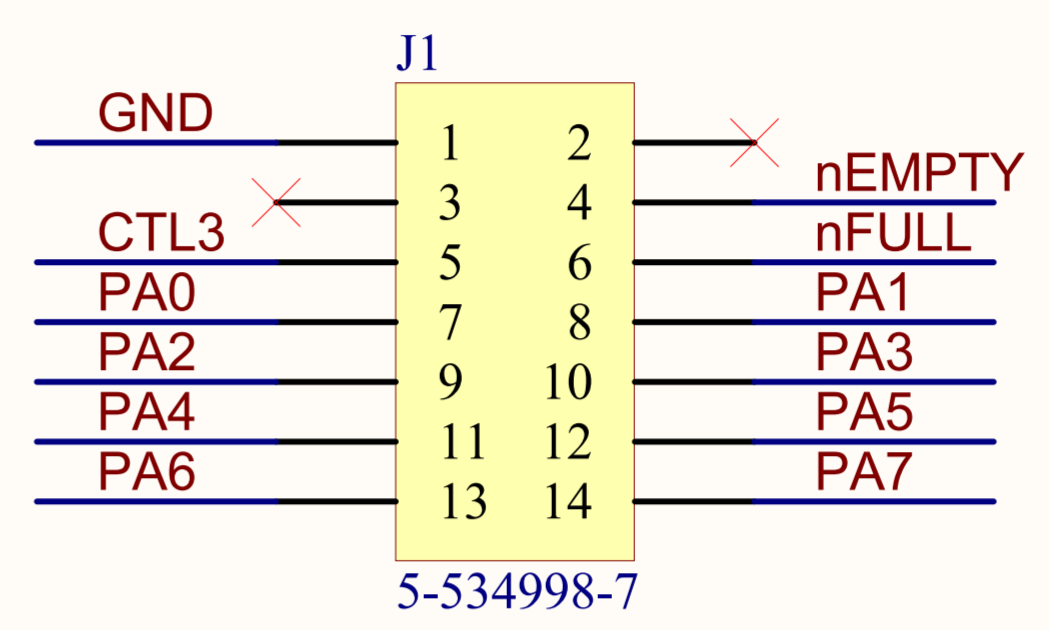 J1
GND
1 2
nEMPTY
3 4
CTL3 nFULL
5 6
PA0 PA1
7 8
PA2 PA3
9 10
PA4 PA5
11 12
PA6 PA7
13 14
5-534998-7